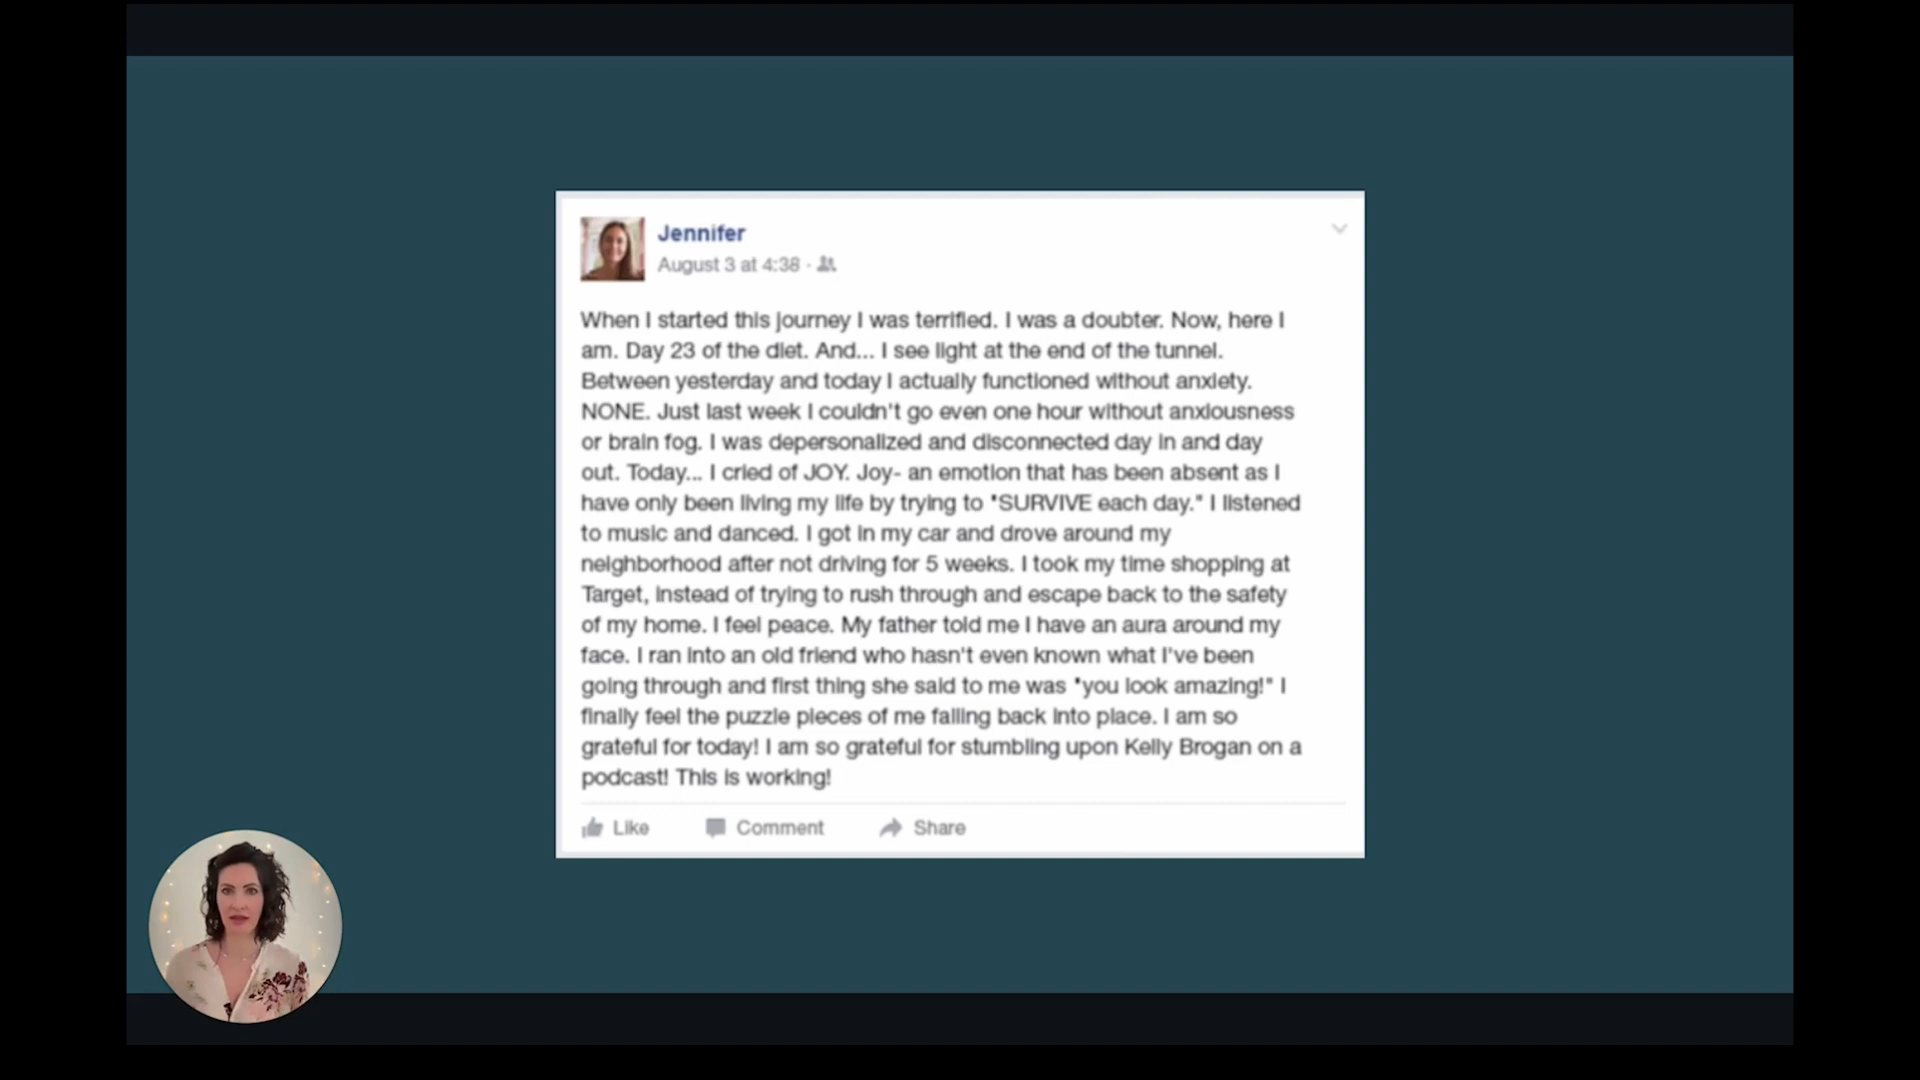 Jennifer
August 3 at 4:38 ·
When I started this journey I was terrified. I was a doubter. Now, here I
am. Day 23 of the diet. And... I see light at the end of the tunnel.
Between yesterday and today I actually functioned without anxiety.
NONE. Just last week I couldn't go even one hour without anxiousness
or brain fog. I was depersonalized and disconnected day in and day
out. Today... I cried of JOY. Joy- an emotion that has been absent as I
have only been living my life by trying to "SURVIVE each day." I listened
to music and danced. I got in my car and drove around my
neighborhood after not driving for 5 weeks. I took my time shopping at
Target, instead of trying to rush through and escape back to the safety
of my home. I feel peace. My father told me I have an aura around my
face. I ran into an old friend who hasn't even known what I've been
going through and first thing she said to me was "you look amazing!" I
finally feel the puzzle pieces of me falling back into place. I am so
grateful for today! I am so grateful for stumbling upon Kelly Brogan on a
podcast! This is working!
Like Comment Share